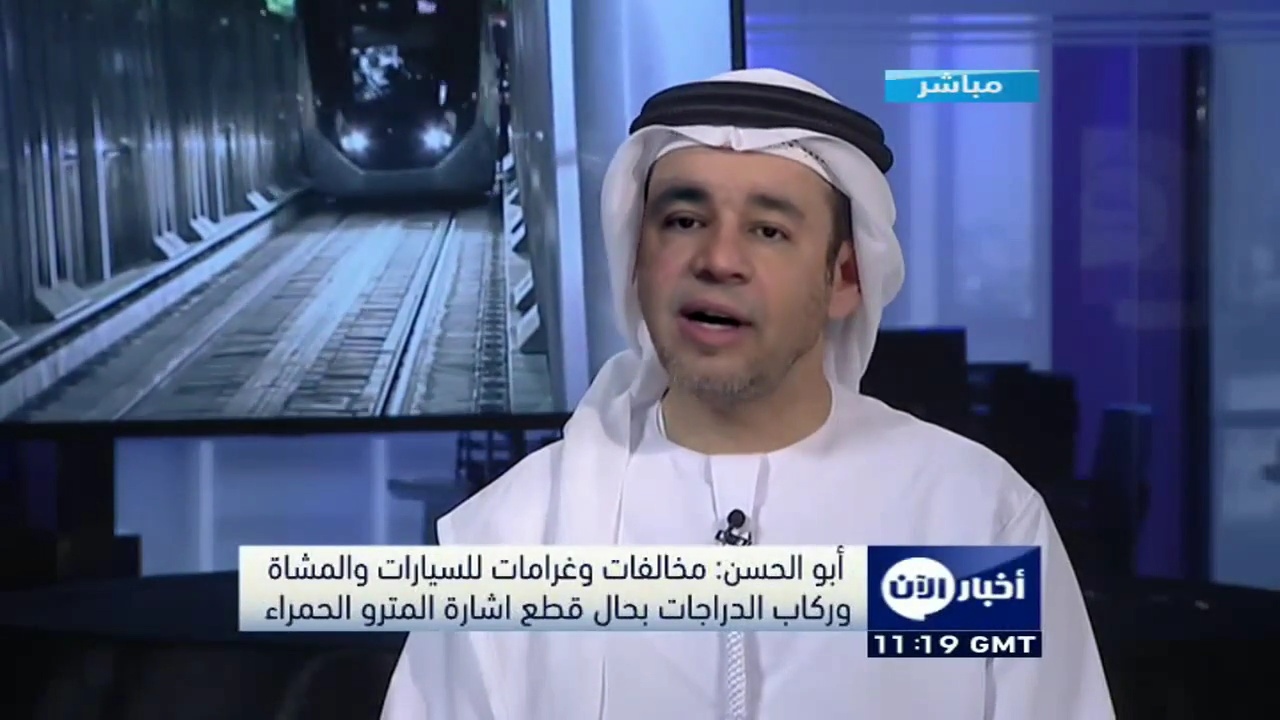 مباشر
أبو الحسن: مخالفات وغرامات للسيارات والمشاة
وركاب الدراجات بحال قطع اشارة المترو الحمراء
أخبار الآن
11:19 GMT